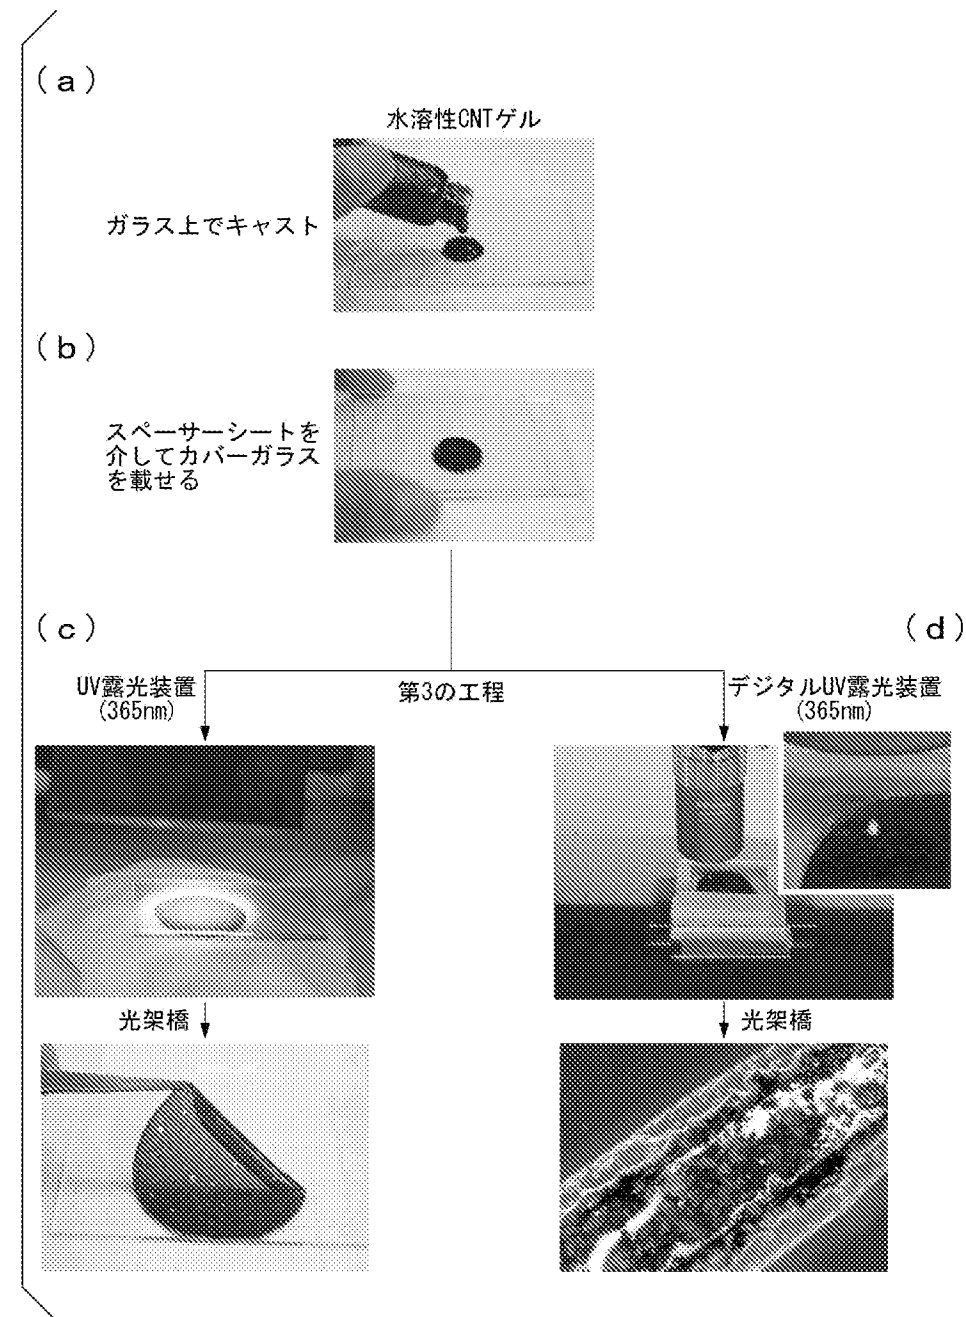 (a)
水溶性CNTゲル
ガラス上でキャスト
(b)
スペーサーシートを
介してカバーガラス
を載せる
(c)
(d)
UV露光装置
(365nm)
第3の工程
デジタルUV露光装置
(365nm)
光架橋
光架橋